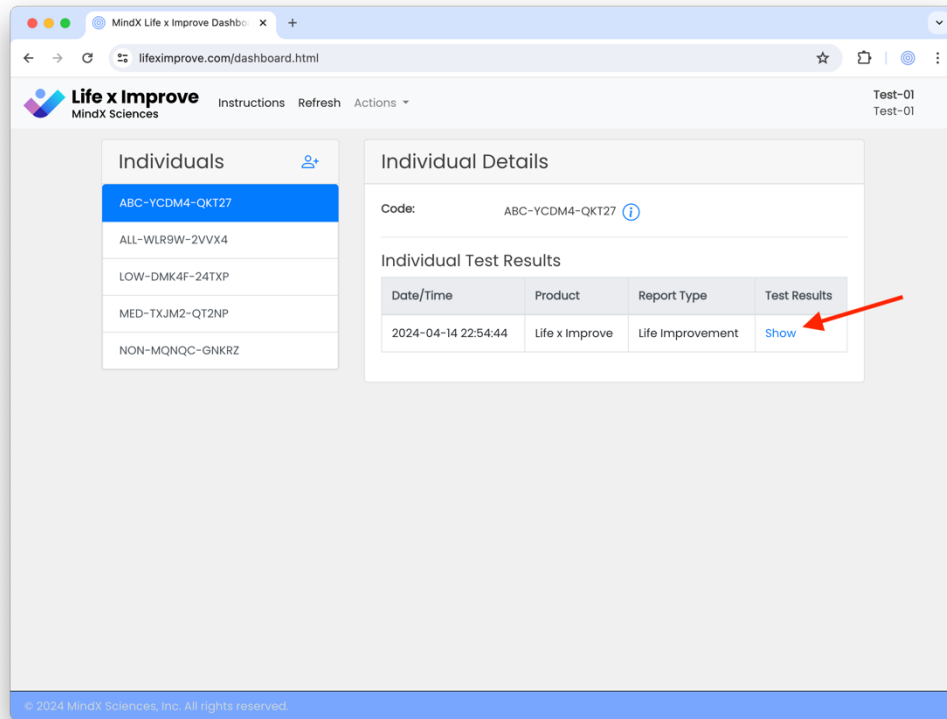 MindX Life x Improve Dashbo
lifeximprove.com/dashboard.html
Life x Improve
MindX Sciences
Instructions Refresh Actions
Test-01
Test-01
Individuals
ABC-YCDM4-QKT27
ALL-WLR9W-2VVX4
LOW-DMK4F-24TXP
MED-TXJM2-QT2NP
NON-MQNQC-GNKRZ
Individual Details
Code: ABC-YCDM4-QKT27 i
Individual Test Results
Date/Time Product Report Type Test Results
2024-04-14 22:54:44 Life x Improve Life Improvement Show
© 2024 MindX Sciences, Inc. All rights reserved.